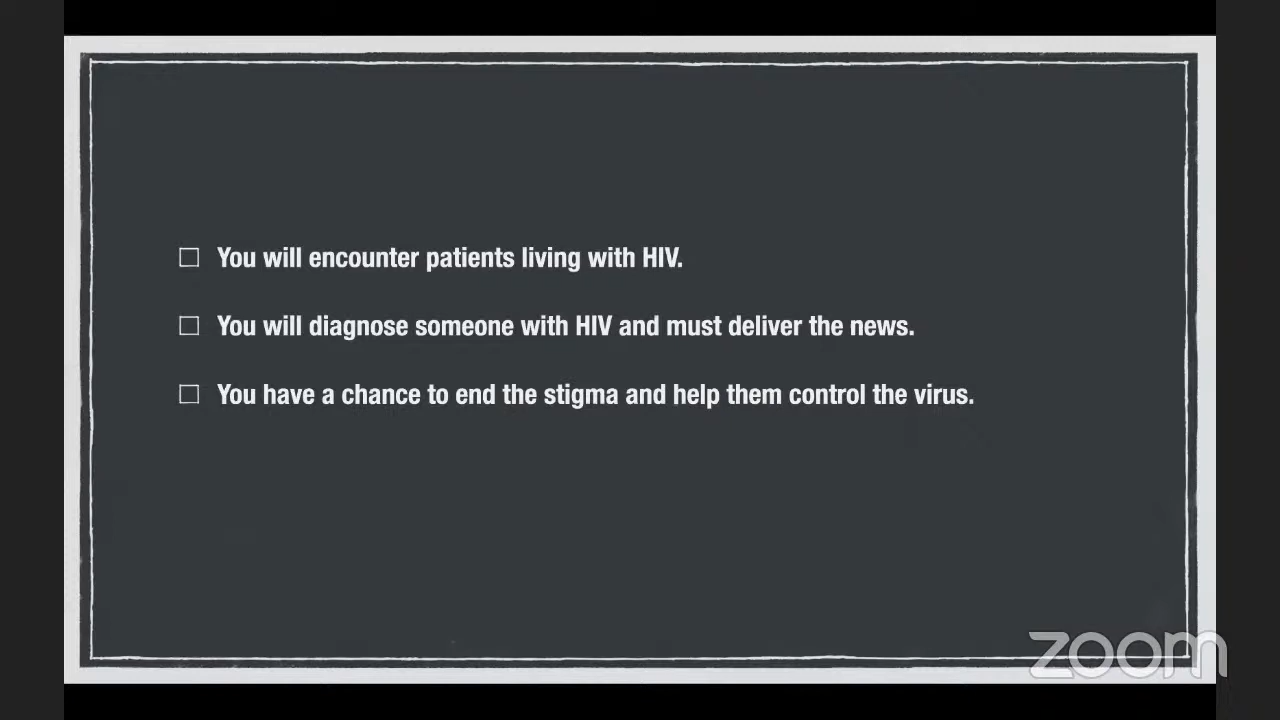 You will encounter patients living with HIV.
You will diagnose someone with HIV and must deliver the news.
You have a chance to end the stigma and help them control the virus.
zoom